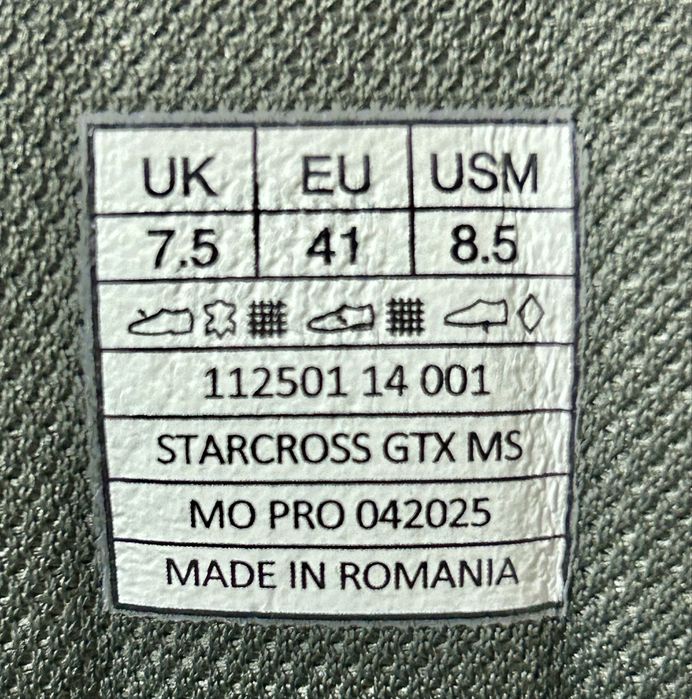 UK EU USM
7.5 41 8.5
112501 14 001
STARCROSS GTX MS
MO PRO 042025
MADE IN ROMANIA